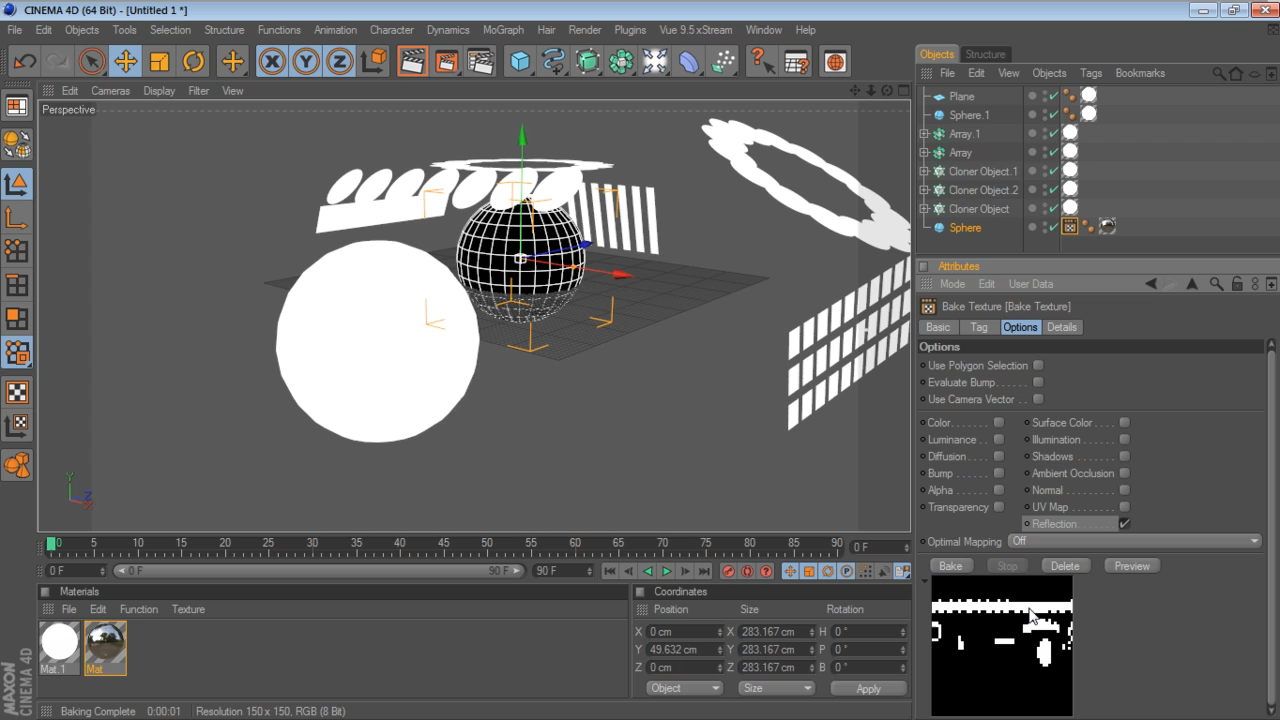 CINEMA 4D (64 Bit) - [Untitled 1 *]
File Edit Objects Tools Selection Structure Functions Animation Character Dynamics MoGraph Hair Render Plugins Vue 9.5 xStream Window Help
Edit Cameras Display Filter View
Perspective
Y
Z
X
0 5 10 15 20 25 30 35 40 45 50 55 60 65 70 75 80 85 90 0 F
0 F 0 F 90 F 90 F
Materials
File Edit Function Texture
Mat.1 Mat
Coordinates
Position Size Rotation
X 0 cm X 283.167 cm H 0 °
Y 49.632 cm Y 283.167 cm P 0 °
Z 0 cm Z 283.167 cm B 0 °
Object Size Apply
MAXON CINEMA 4D
Baking Complete 0:00:01 Resolution 150 x 150, RGB (8 Bit)
Objects Structure
File Edit View Objects Tags Bookmarks
Plane
Sphere.1
Array.1
Array
Cloner Object.1
Cloner Object.2
Cloner Object
Sphere
Attributes
Mode Edit User Data
Bake Texture [Bake Texture]
Basic Tag Options Details
Options
Use Polygon Selection
Evaluate Bump
Use Camera Vector
Color Surface Color
Luminance Illumination
Diffusion Shadows
Bump Ambient Occlusion
Alpha Normal
Transparency UV Map
Reflection
Optimal Mapping Off
Bake Stop Delete Preview